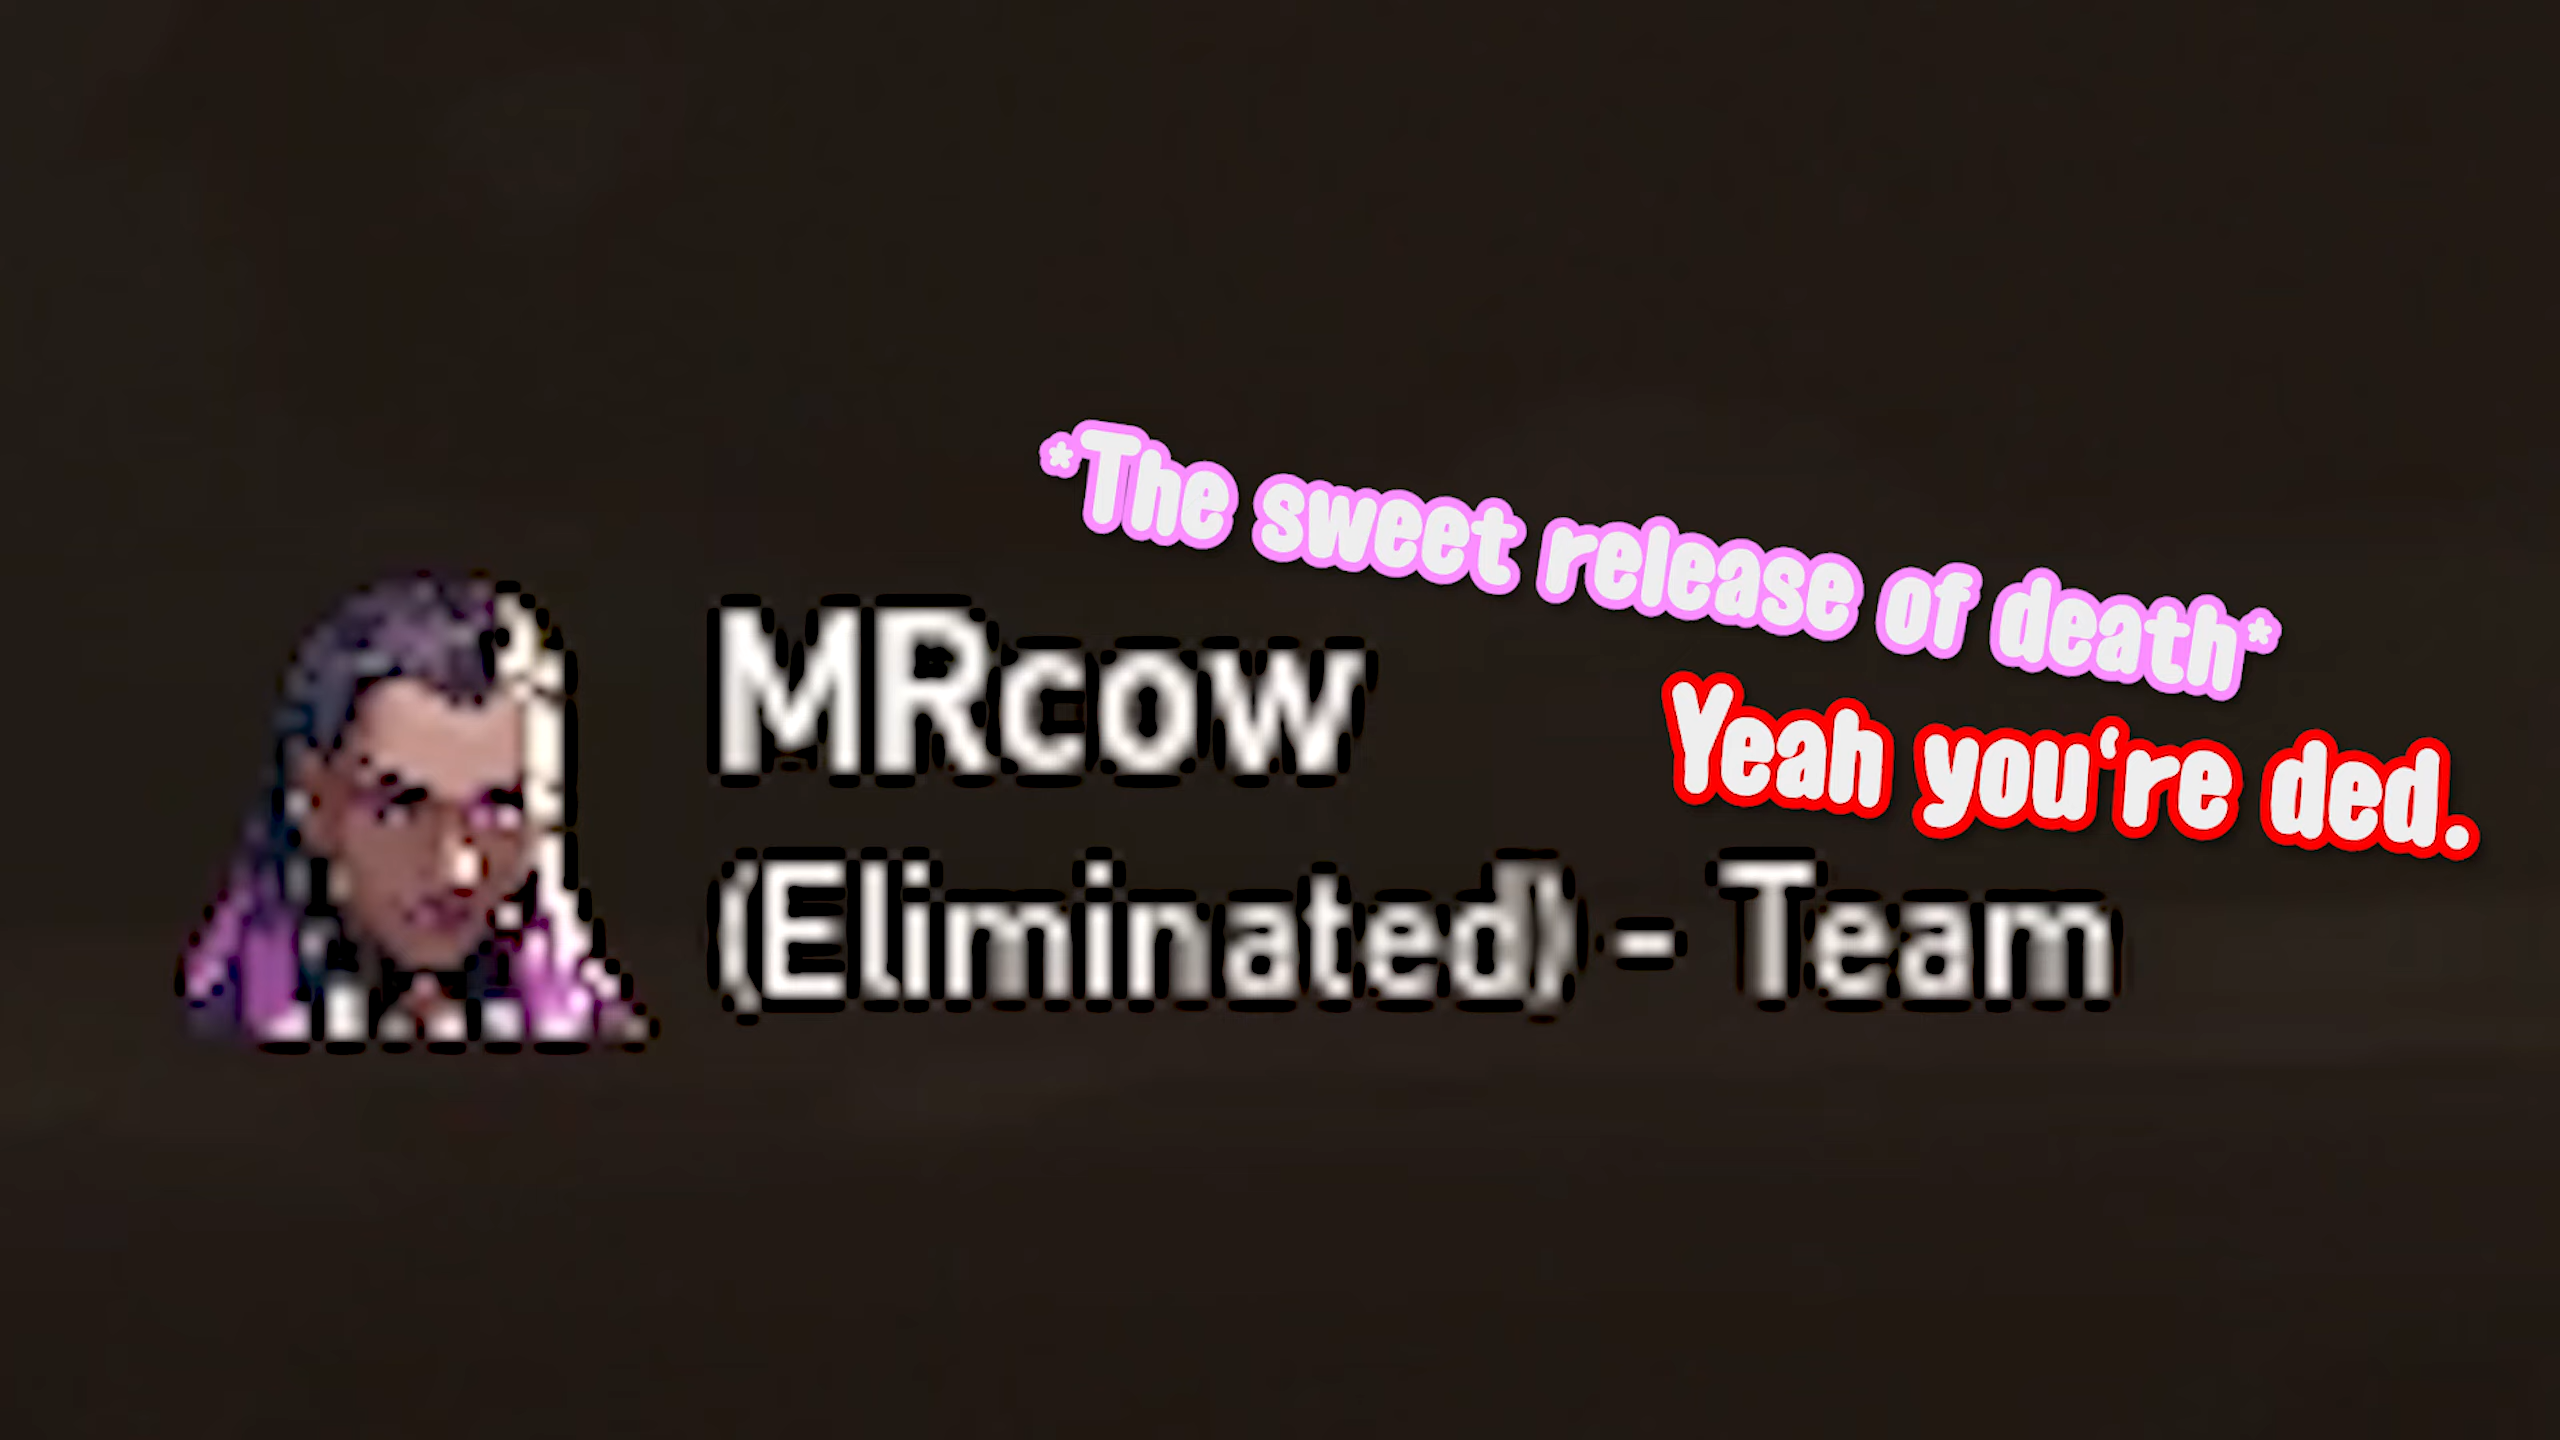 *The sweet release of death*
MRcow
Yeah you‘re ded.
(Eliminated) - Team